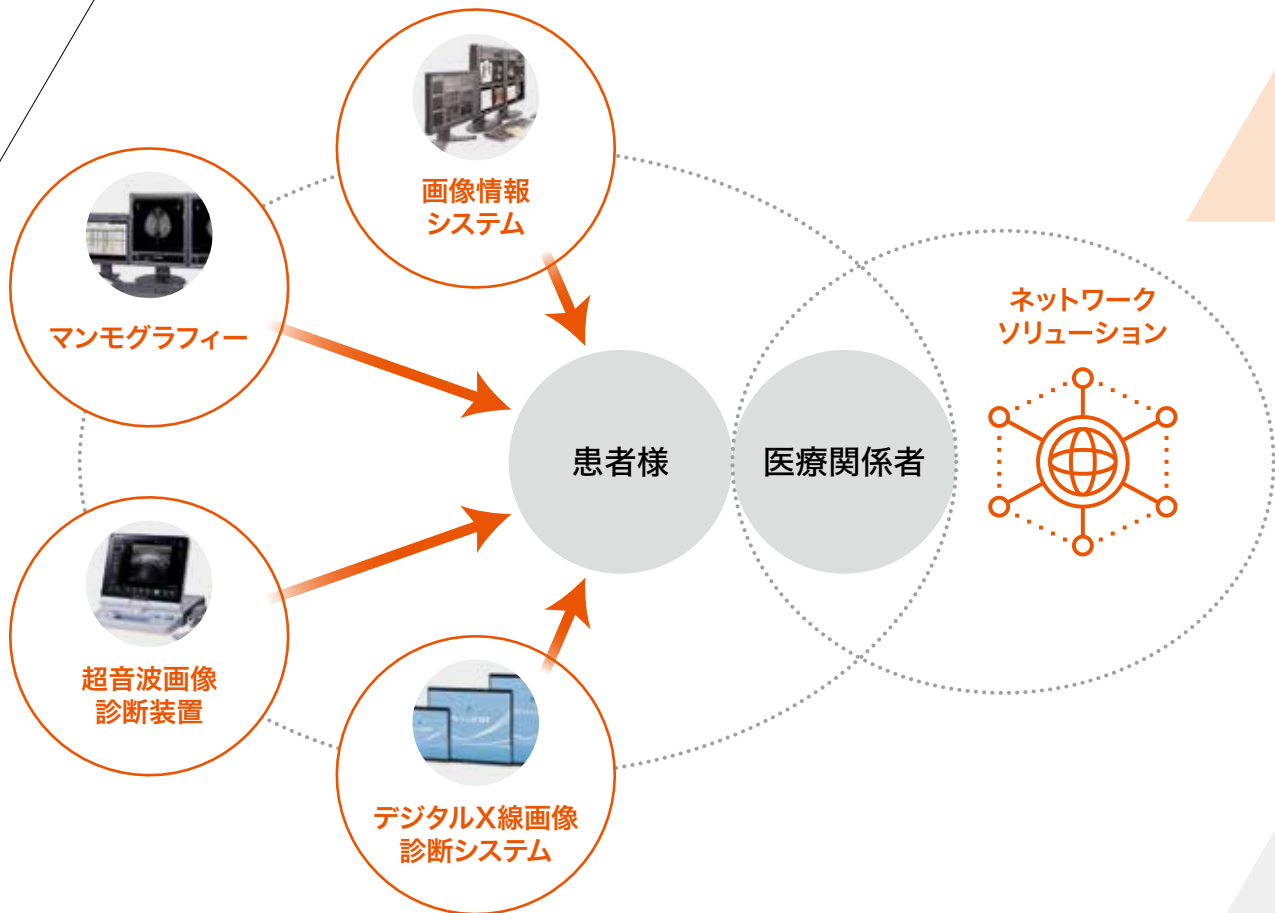 画像情報
システム
マンモグラフィー
ネットワーク
ソリューション
患者様
医療関係者
超音波画像
診断装置
デジタルX線画像
診断システム